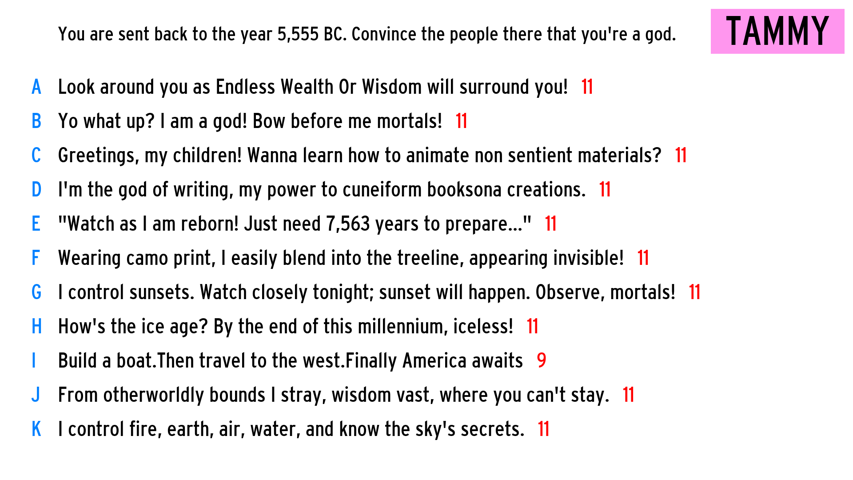 You are sent back to the year 5,555 BC. Convince the people there that you're a god.
TAMMY
A Look around you as Endless Wealth Or Wisdom will surround you! 11
B Yo what up? I am a god! Bow before me mortals! 11
C Greetings, my children! Wanna learn how to animate non sentient materials? 11
D I'm the god of writing, my power to cuneiform booksona creations. 11
E "Watch as I am reborn! Just need 7,563 years to prepare..." 11
F Wearing camo print, I easily blend into the treeline, appearing invisible! 11
G I control sunsets. Watch closely tonight; sunset will happen. Observe, mortals! 11
H How's the ice age? By the end of this millennium, iceless! 11
I Build a boat.Then travel to the west.Finally America awaits 9
J From otherworldly bounds I stray, wisdom vast, where you can't stay. 11
K I control fire, earth, air, water, and know the sky's secrets. 11